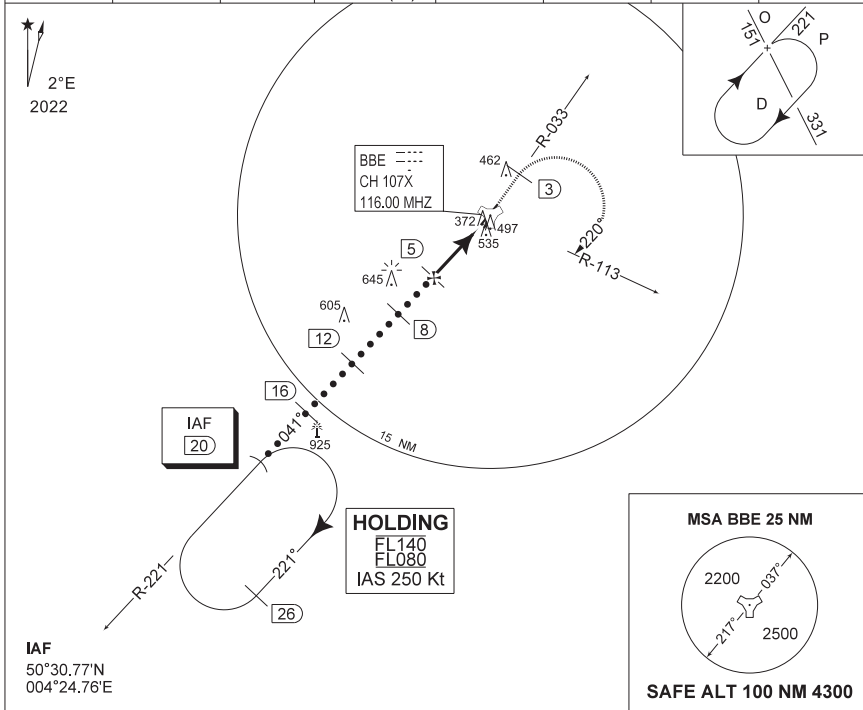 2°E
2022
O
221
P
151
D
331
R-033
BBE
CH 107X
116.00 MHZ
462
3
372
497
535
220°
R-113
5
645
605
8
12
16
041°
IAF
20
925
15 NM
HOLDING
FL140
FL080
IAS 250 Kt
221°
R-221
26
IAF
50°30.77'N
004°24.76'E
MSA BBE 25 NM
2200
037°
217°
2500
SAFE ALT 100 NM 4300